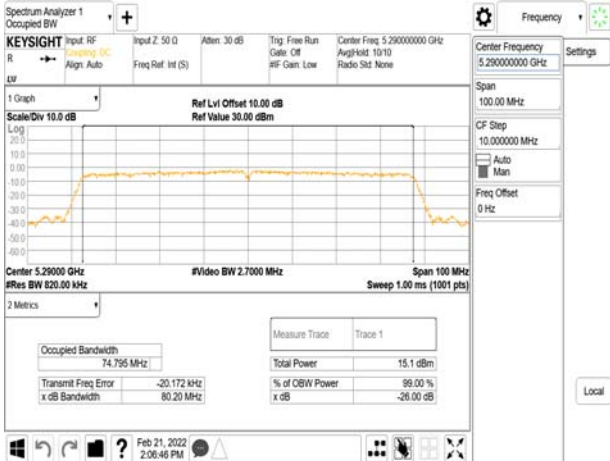 Spectrum Analyzer 1
Occupied BW
KEYSIGHT
R
Input: RF
Coupling: DC
Align: Auto
Input Z: 50 Ω
Freq Ref: Int (S)
Atten: 30 dB
Trig: Free Run
Gate: Off
#IF Gain: Low
Center Freq: 5.290000000 GHz
Avg|Hold: 10/10
Radio Std: None
1 Graph
Scale/Div 10.0 dB
Ref Lvl Offset 10.00 dB
Ref Value 30.00 dBm
Log
20.0
10.0
0.00
-10.0
-20.0
-30.0
-40.0
-50.0
-60.0
Center 5.29000 GHz
#Res BW 820.00 kHz
#Video BW 2.7000 MHz
Span 100 MHz
Sweep 1.00 ms (1001 pts)
2 Metrics
Measure Trace Trace 1
Occupied Bandwidth
74.795 MHz
Total Power 15.1 dBm
Transmit Freq Error -20.172 kHz
% of OBW Power 99.00 %
x dB Bandwidth 80.20 MHz
x dB -26.00 dB
Feb 21, 2022
2:06:46 PM
Frequency
Center Frequency
5.290000000 GHz
Settings
Span
100.00 MHz
CF Step
10.000000 MHz
Auto
Man
Freq Offset
0 Hz
Local